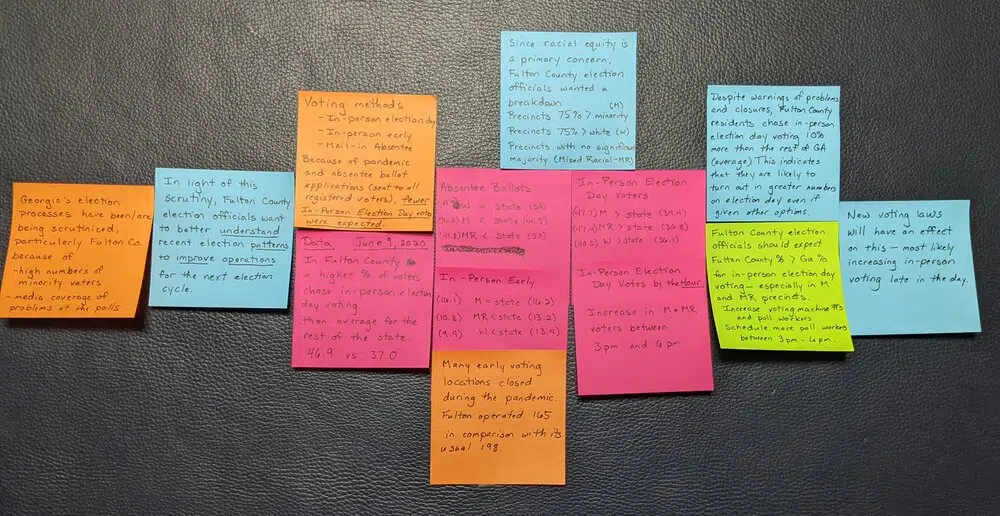 Georgia's election
processes have been/are
being scrutinized,
particularly Fulton Co.
because of
-high numbers of
minority voters
- media coverage of
problems at the polls
In light of this
Scrutiny, Fulton County
election officials want
to better understand
recent election patterns
to improve operations
for the next election
cycle.
Voting methods
- In-person election day
- In-person early
- Mail-in Absentee
Because of pandemic
and absentee ballot
applications (sent to all
registered voters), fewer
In-Person Election Day votes
were expected.
Data June 9, 2020
In Fulton County
a higher % of voters
chose in-person election
day voting
than average for the
rest of the state.
46.9 vs 37.0
Since racial equity is
a primary concern,
Fulton County election
officials wanted a
breakdown (M)
Precincts 75% > minority
Precincts 75% > white (W)
Precincts with no significant
majority (Mixed Racial-MR)
Absentee Ballots
W = state (50)
M < state
MR < state (50)
In-Person Early
(16.1) M = state (16.2)
(10.8) MR < state (13.2)
(9.9) W < state (13.9)
Many early voting
locations closed
during the pandemic.
Fulton operated 165
in comparison with its
usual 198.
In-Person Election
Day Voters
(47.7) M > state (39.4)
(47.4) MR > state (36.8)
(40.5) W > state (36.1)
In-Person Election
Day Votes by the Hour
Increase in M + MR
voters between
3pm and 6pm
Despite warnings of problems
and closures, Fulton County
residents chose in-person
election day voting 10%
more than the rest of GA
(average). This indicates
that they are likely to
turn out in greater numbers
on election day even if
given other options.
Fulton County election
officials should expect
Fulton County % > Ga %
for in-person election day
voting - especially in M
and MR precincts.
Increase voting machine #s
and poll workers
Schedule more poll workers
between 3pm - 6pm.
New voting laws
will have an effect
on this - most likely
increasing in-person
voting late in the day.